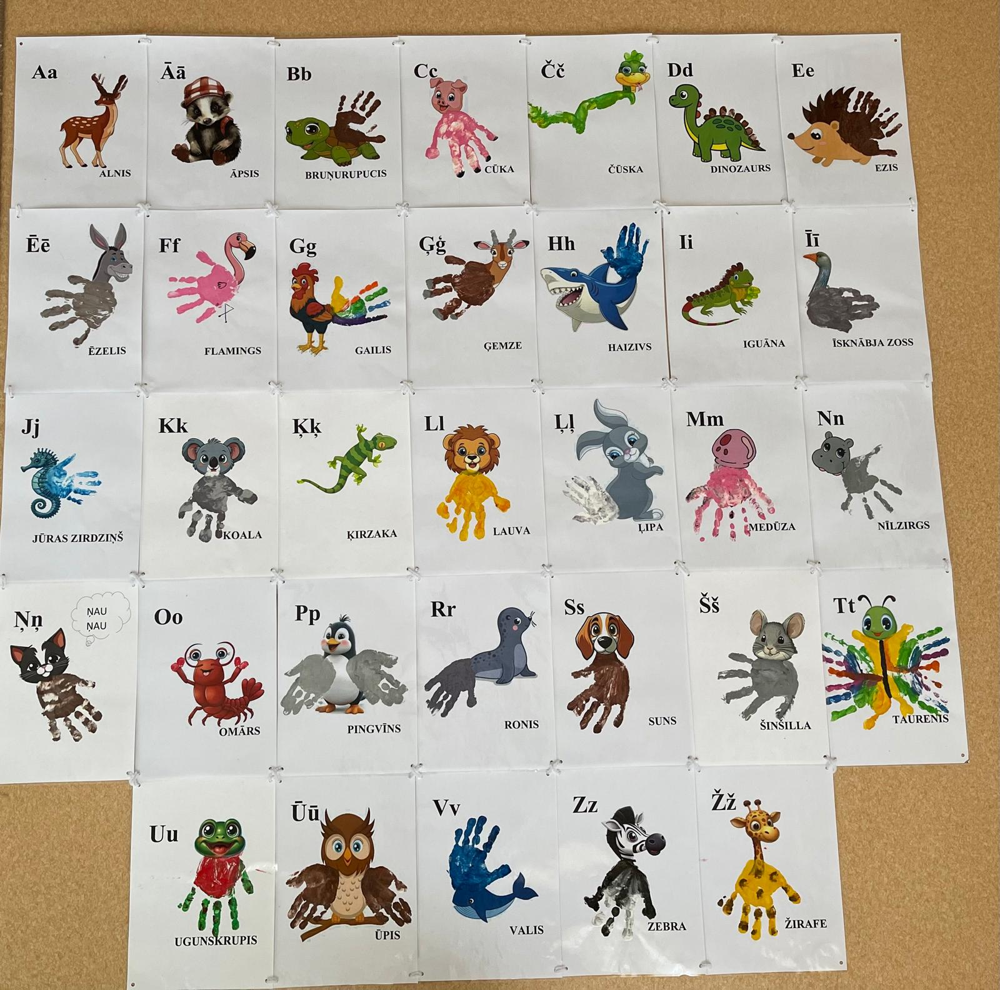 Aa
ALNIS
Āā
ĀPSIS
Bb
BRUŅURUPUCIS
Cc
CŪKA
Čč
ČŪSKA
Dd
DINOZAURS
Ee
EZIS
Ēē
ĒZELIS
Ff
FLAMINGS
Gg
GAILIS
Ģģ
ĢEMZE
Hh
HAIZIVS
Ii
IGUĀNA
Īī
ĪSKNĀBJA ZOSS
Jj
JŪRAS ZIRDZIŅŠ
Kk
KOALA
Ķķ
ĶIRZAKA
Ll
LAUVA
Ļļ
ĻIPA
Mm
MEDŪZA
Nn
NĪLZIRGS
Ņņ
ŅAU
ŅAU
Oo
OMĀRS
Pp
PINGVĪNS
Rr
RONIS
Ss
SUNS
Šš
ŠINŠILLA
Tt
TAURENIS
Uu
UGUNSKRUPIS
Ūū
ŪPIS
Vv
VALIS
Zz
ZEBRA
Žž
ŽIRAFE